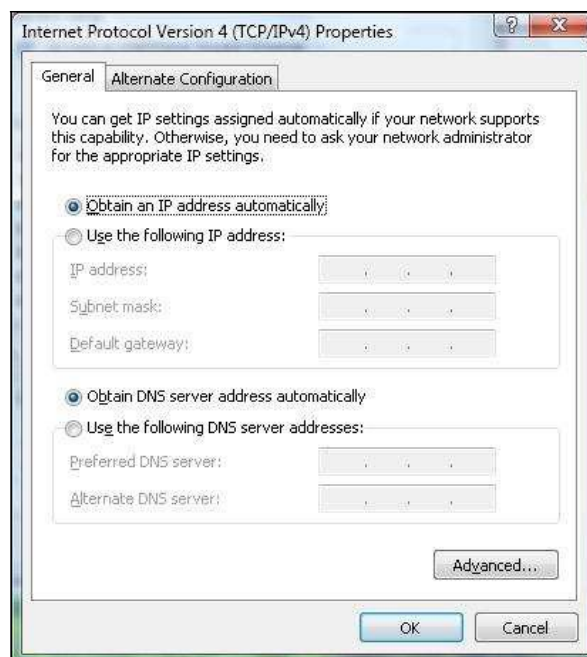 Internet Protocol Version 4 (TCP/IPv4) Properties
?
General
Alternate Configuration
You can get IP settings assigned automatically if your network supports
this capability. Otherwise, you need to ask your network administrator
for the appropriate IP settings.
Obtain an IP address automatically
Use the following IP address:
IP address:
Subnet mask:
Default gateway:
Obtain DNS server address automatically
Use the following DNS server addresses:
Preferred DNS server:
Alternate DNS server:
Advanced...
OK
Cancel